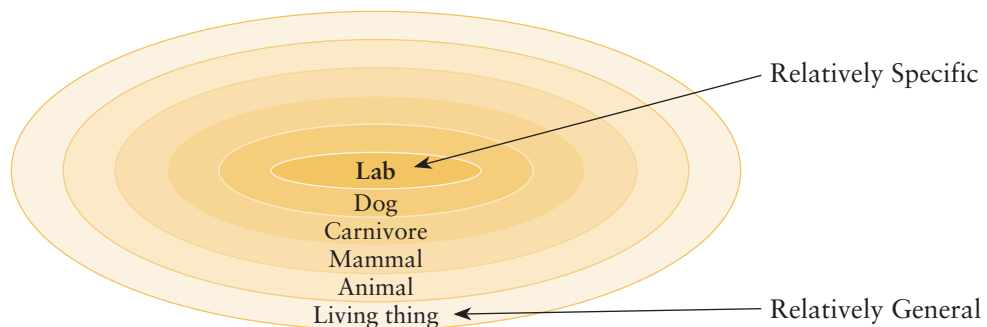 Relatively Specific
Lab
Dog
Carnivore
Mammal
Animal
Living thing
Relatively General